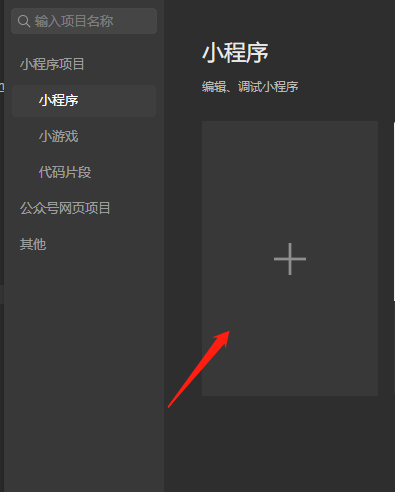 输入项目名称
小程序项目
小程序
小游戏
代码片段
公众号网页项目
其他
小程序
编辑、调试小程序